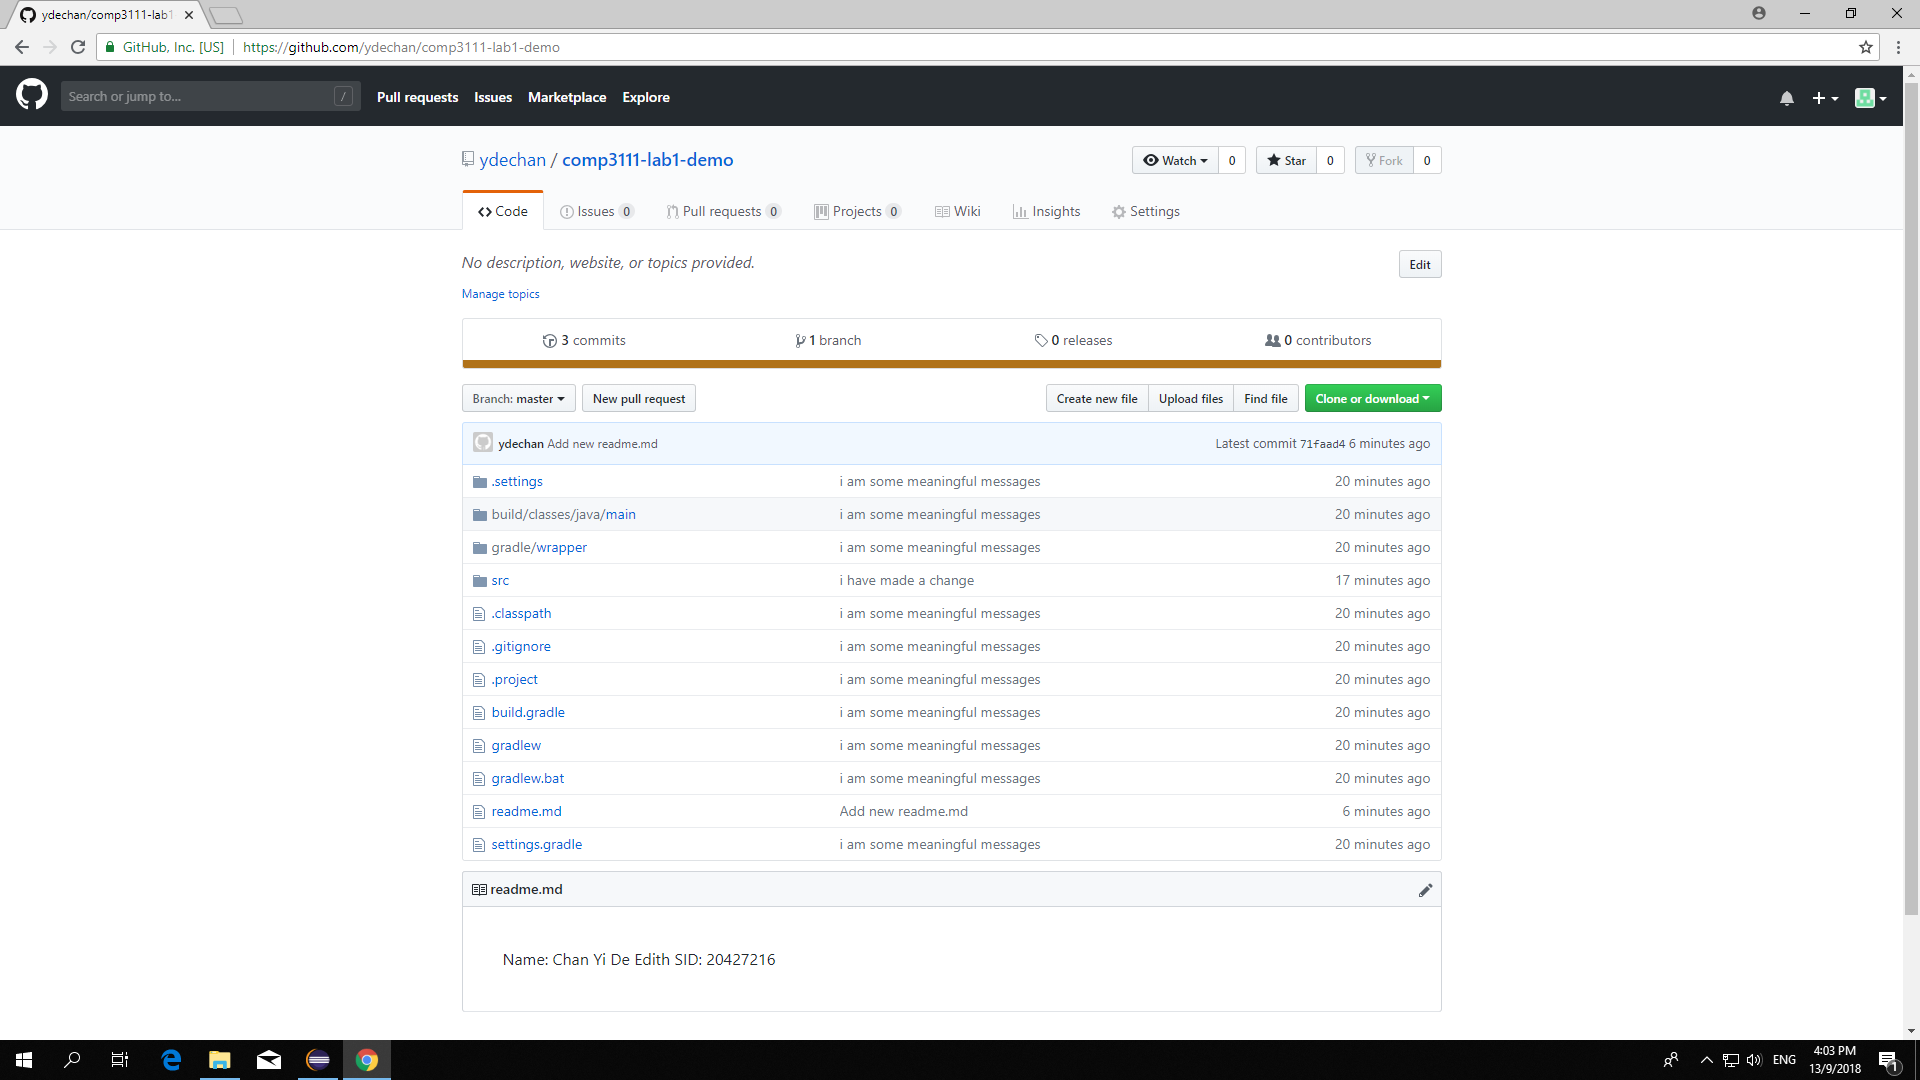 ydechan/comp3111-lab1
GitHub, Inc. [US] https://github.com/ydechan/comp3111-lab1-demo
Search or jump to... / Pull requests Issues Marketplace Explore
ydechan / comp3111-lab1-demo Watch 0 Star 0 Fork 0
Code Issues 0 Pull requests 0 Projects 0 Wiki Insights Settings
No description, website, or topics provided. Edit
Manage topics
3 commits 1 branch 0 releases 0 contributors
Branch: master New pull request Create new file Upload files Find file Clone or download
ydechan Add new readme.md Latest commit 71faad4 6 minutes ago
.settings i am some meaningful messages 20 minutes ago
build/classes/java/main i am some meaningful messages 20 minutes ago
gradle/wrapper i am some meaningful messages 20 minutes ago
src i have made a change 17 minutes ago
.classpath i am some meaningful messages 20 minutes ago
.gitignore i am some meaningful messages 20 minutes ago
.project i am some meaningful messages 20 minutes ago
build.gradle i am some meaningful messages 20 minutes ago
gradlew i am some meaningful messages 20 minutes ago
gradlew.bat i am some meaningful messages 20 minutes ago
readme.md Add new readme.md 6 minutes ago
settings.gradle i am some meaningful messages 20 minutes ago
readme.md
Name: Chan Yi De Edith SID: 20427216
ENG 4:03 PM
13/9/2018 1